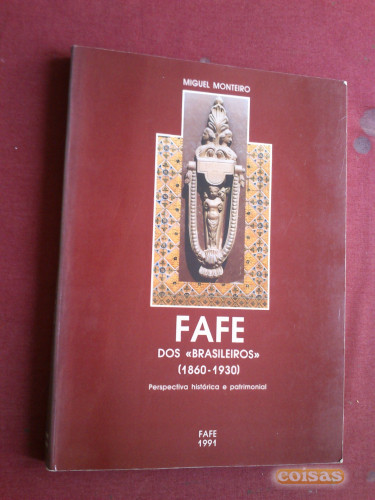 MIGUEL MONTEIRO
FAFE
DOS «BRASILEIROS»
(1860-1930)
Perspectiva histórica e patrimonial
FAFE
1991
coisas